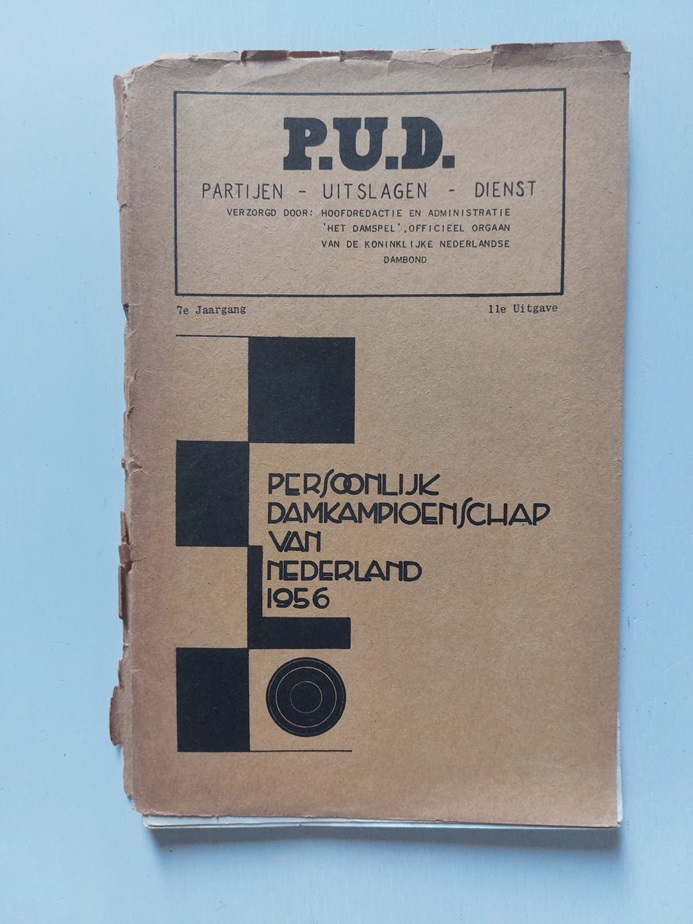 P.U.D.
PARTIJEN - UITSLAGEN - DIENST
VERZORGD DOOR: HOOFDREDACTIE EN ADMINISTRATIE
'HET DAMSPEL', OFFICIEEL ORGAAN
VAN DE KONINKLIJKE NEDERLANDSE
DAMBOND
7e Jaargang 11e Uitgave
PERSOONLIJK
DAMKAMPIOENSCHAP
VAN
NEDERLAND
1956